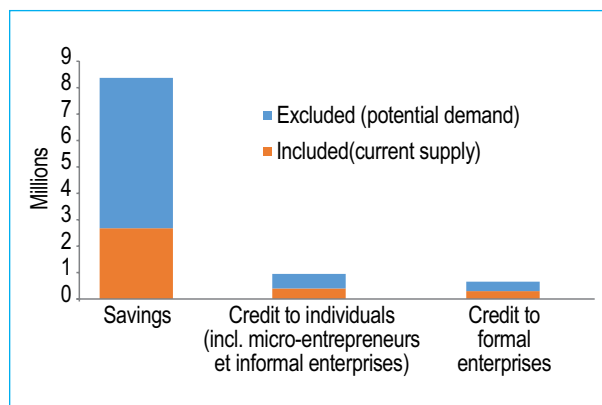 9
8
7
6
5
4
3
2
1
0
Millions
Excluded (potential demand)
Included(current supply)
Savings
Credit to individuals
(incl. micro-entrepreneurs
et informal enterprises)
Credit to
formal
enterprises